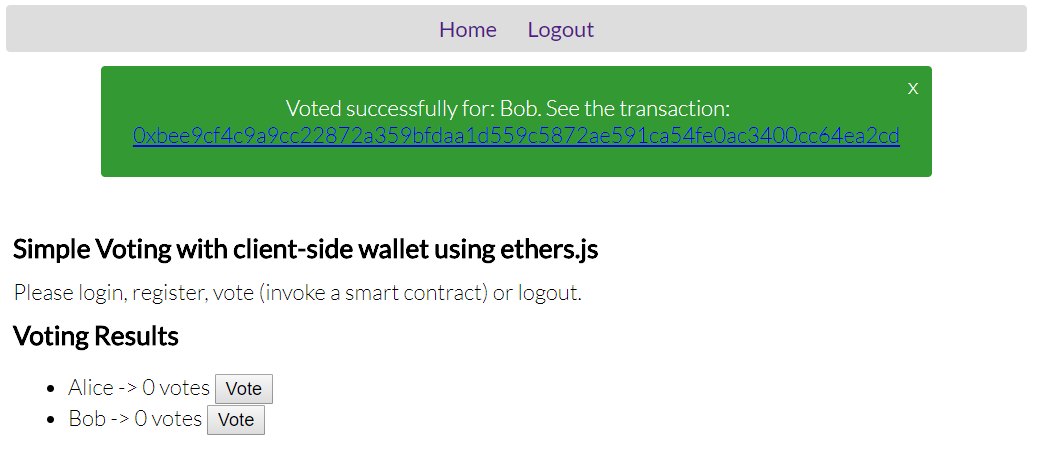 Home Logout
x
Voted successfully for: Bob. See the transaction:
0xbee9cf4c9a9cc22872a359bfdaa1d559c5872ae591ca54fe0ac3400cc64ea2cd
Simple Voting with client-side wallet using ethers.js
Please login, register, vote (invoke a smart contract) or logout.
Voting Results
• Alice -> 0 votes Vote
• Bob -> 0 votes Vote